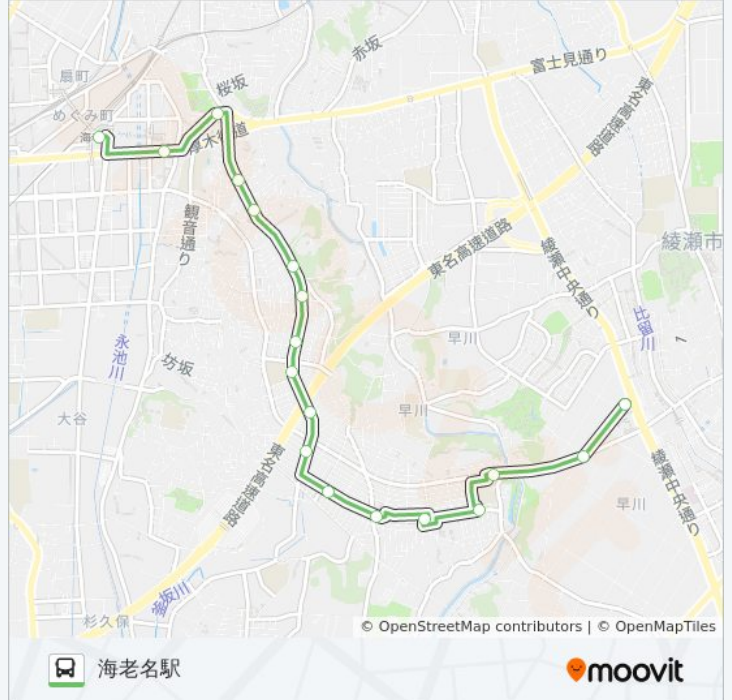 赤坂
富士見通り
扇町
桜坂
東名高速道路
めぐみ町
海
厚木街道
観音通り
綾瀬市
東名高速道路
綾瀬中央通り
比留川
永池川
早川
坊坂
大谷
早川
東名高速道路
綾瀬中央通り
早川
釜坂川
杉久保
© OpenStreetMap contributors | © OpenMapTiles
海老名駅
moovit